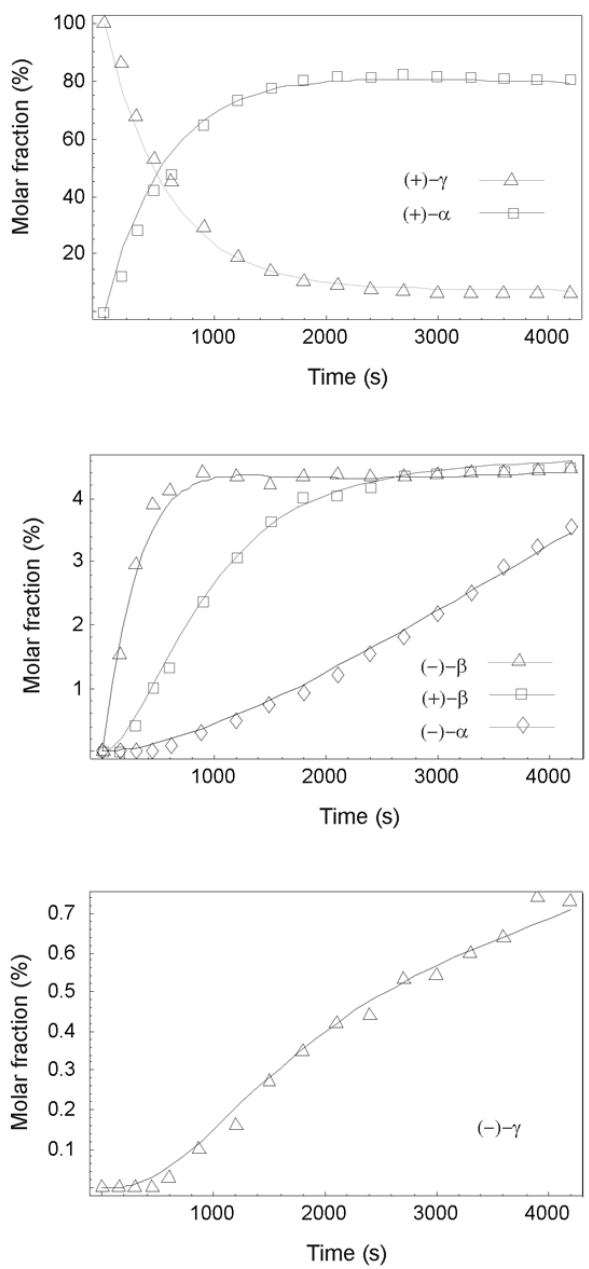 Molar fraction (%)
100
80
60
40
20
(+)−γ
(+)−α
1000 2000 3000 4000
Time (s)
Molar fraction (%)
4
3
2
1
(−)−β
(+)−β
(−)−α
1000 2000 3000 4000
Time (s)
Molar fraction (%)
0.7
0.6
0.5
0.4
0.3
0.2
0.1
(−)−γ
1000 2000 3000 4000
Time (s)